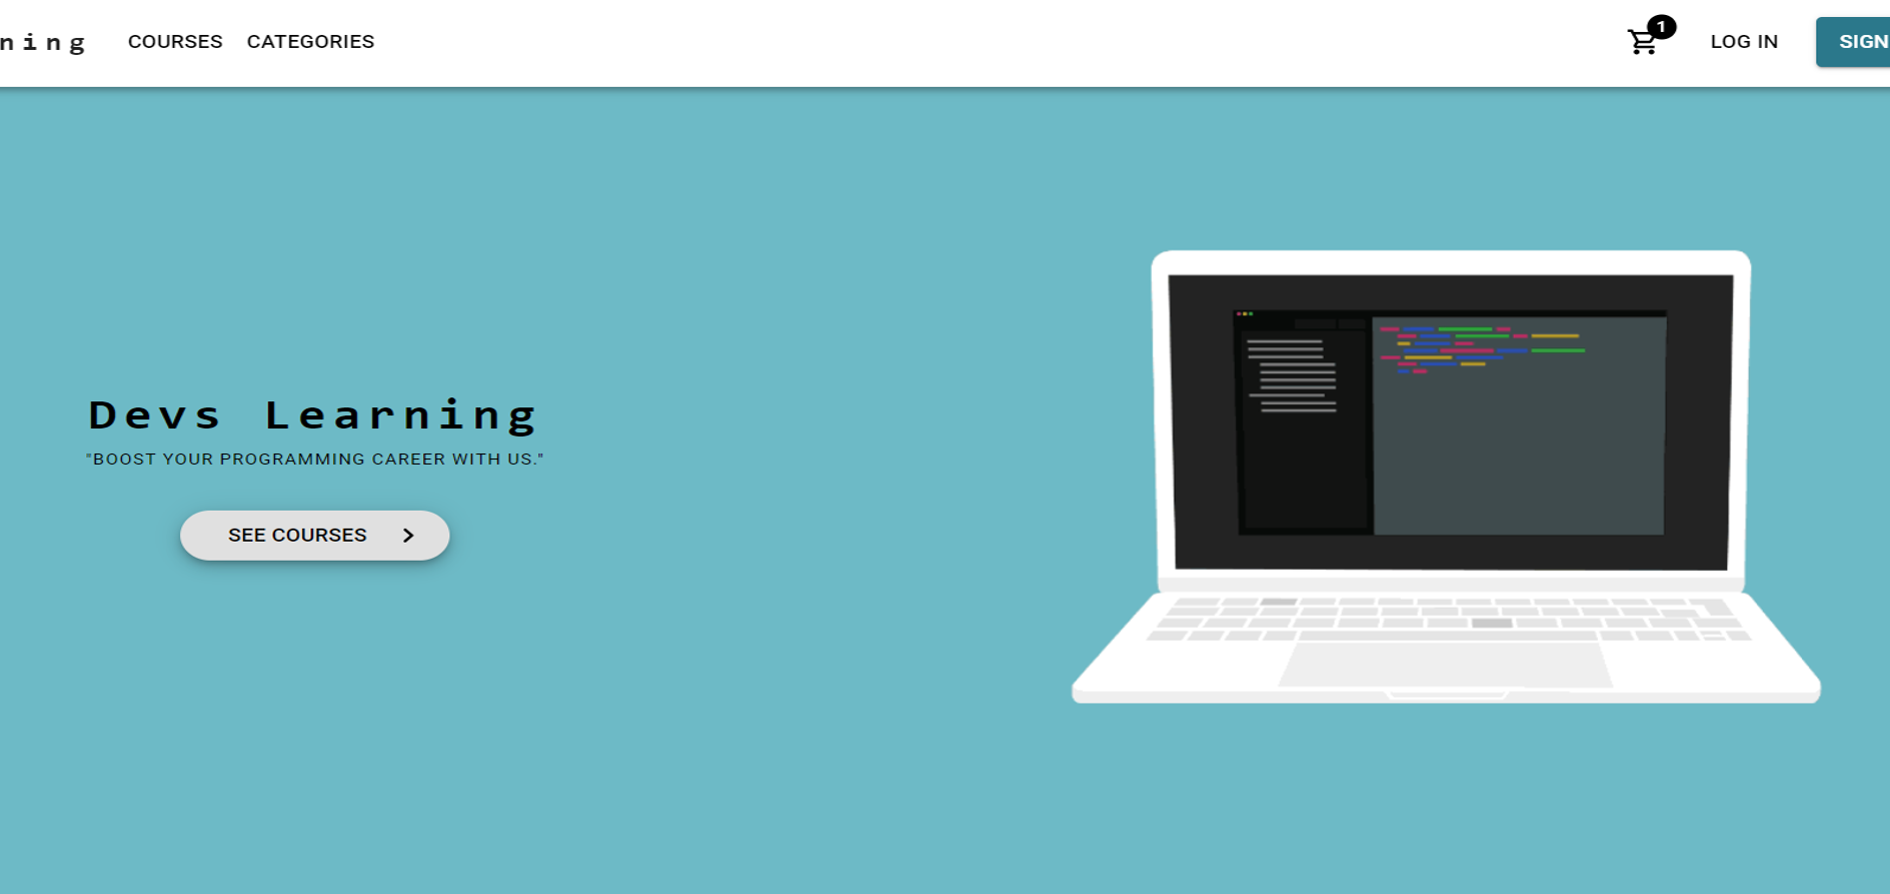 ning COURSES CATEGORIES 1 LOG IN SIGN
Devs Learning
"BOOST YOUR PROGRAMMING CAREER WITH US."
SEE COURSES